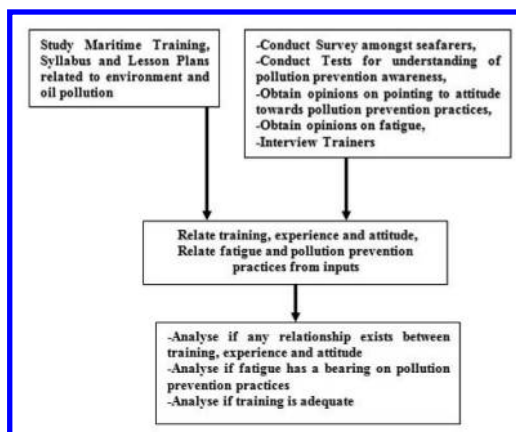 Study Maritime Training,
Syllabus and Lesson Plans
related to environment and
oil pollution
-Conduct Survey amongst seafarers,
-Conduct Tests for understanding of
pollution prevention awareness,
-Obtain opinions on pointing to attitude
towards pollution prevention practices,
-Obtain opinions on fatigue,
-Interview Trainers
Relate training, experience and attitude,
Relate fatigue and pollution prevention
practices from inputs
-Analyse if any relationship exists between
training, experience and attitude
-Analyse if fatigue has a bearing on pollution
prevention practices
-Analyse if training is adequate